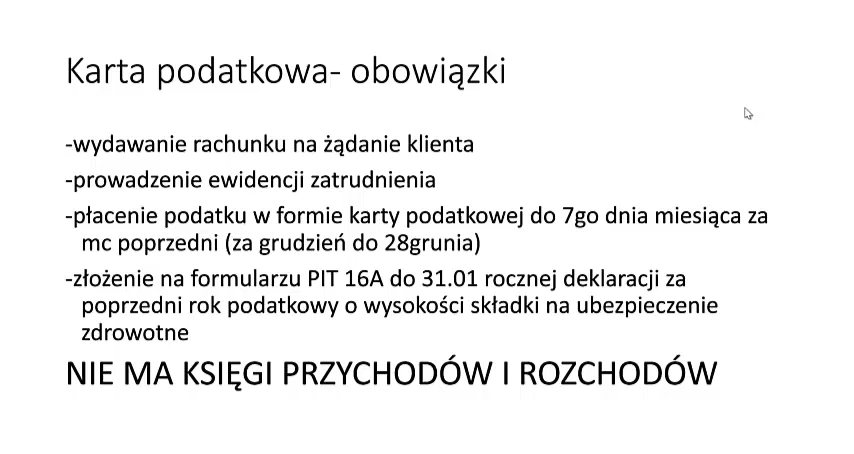 Karta podatkowa- obowiązki
-wydawanie rachunku na żądanie klienta
-prowadzenie ewidencji zatrudnienia
-płacenie podatku w formie karty podatkowej do 7go dnia miesiąca za
mc poprzedni (za grudzień do 28grunia)
-złożenie na formularzu PIT 16A do 31.01 rocznej deklaracji za
poprzedni rok podatkowy o wysokości składki na ubezpieczenie
zdrowotne
NIE MA KSIĘGI PRZYCHODÓW I ROZCHODÓW